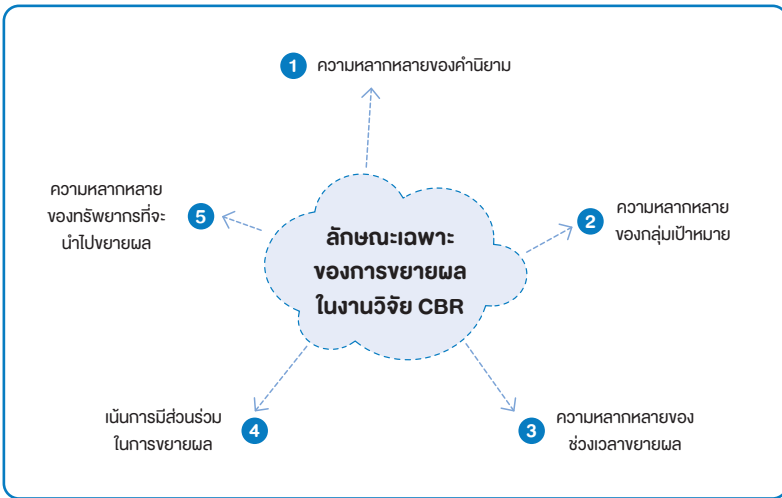 1 ความหลากหลายของคำนิยาม
ความหลากหลาย
ของกลุ่มเป้าหมาย
2
ความหลากหลายของ
ช่วงเวลาขยายผล
3
เน้นการมีส่วนร่วม
ในการขยายผล
4
ความหลากหลาย
ของทรัพยากรที่จะ
นำไปขยายผล
5
ลักษณะเฉพาะ
ของการขยายผล
ในงานวิจัย CBR